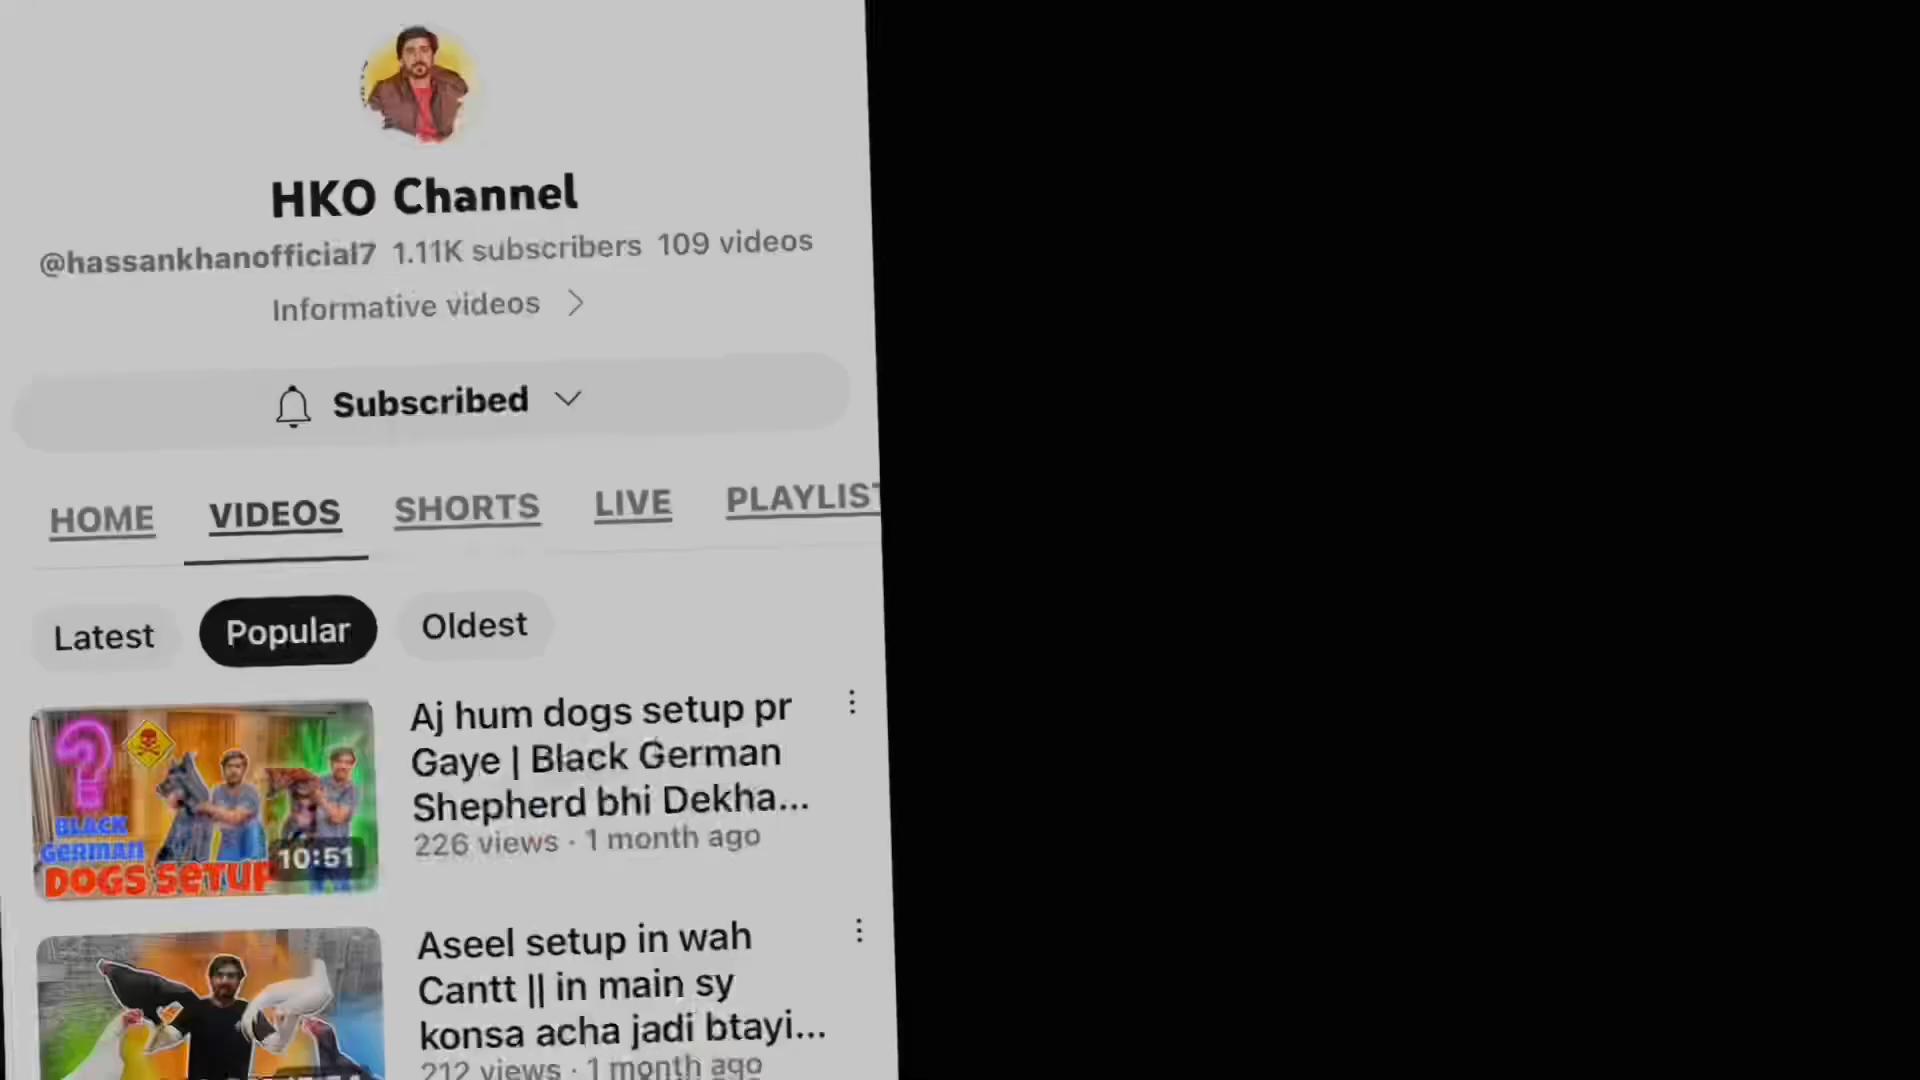 HKO Channel
@hassankhanofficial7 1.11K subscribers 109 videos
Informative videos
Subscribed
HOME VIDEOS SHORTS LIVE PLAYLIST
Latest Popular Oldest
BLACK
GERMAN
DOGS SETUP
10:51
Aj hum dogs setup pr
Gaye | Black German
Shepherd bhi Dekha...
226 views · 1 month ago
Aseel setup in wah
Cantt || in main sy
konsa acha jadi btayi...
212 views · 1 month ago